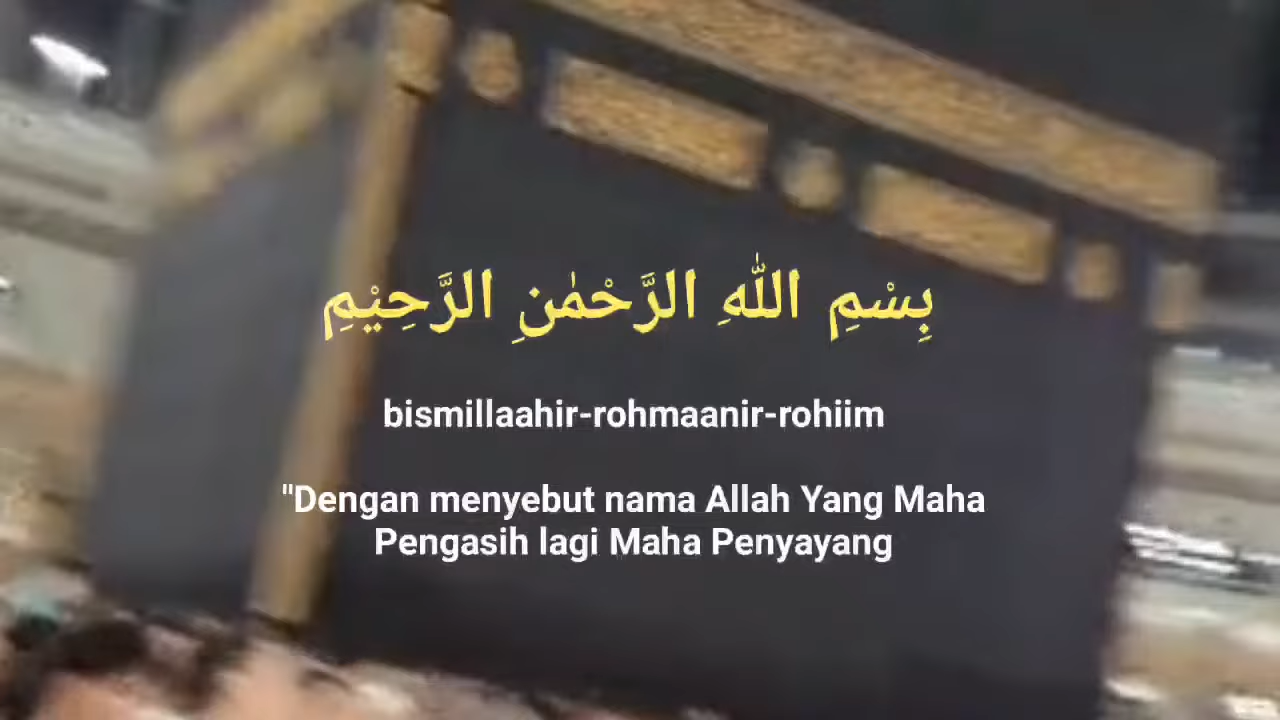 بِسْمِ اللّٰهِ الرَّحْمٰنِ الرَّحِيْمِ
bismillaahir-rohmaanir-rohiim
"Dengan menyebut nama Allah Yang Maha
Pengasih lagi Maha Penyayang